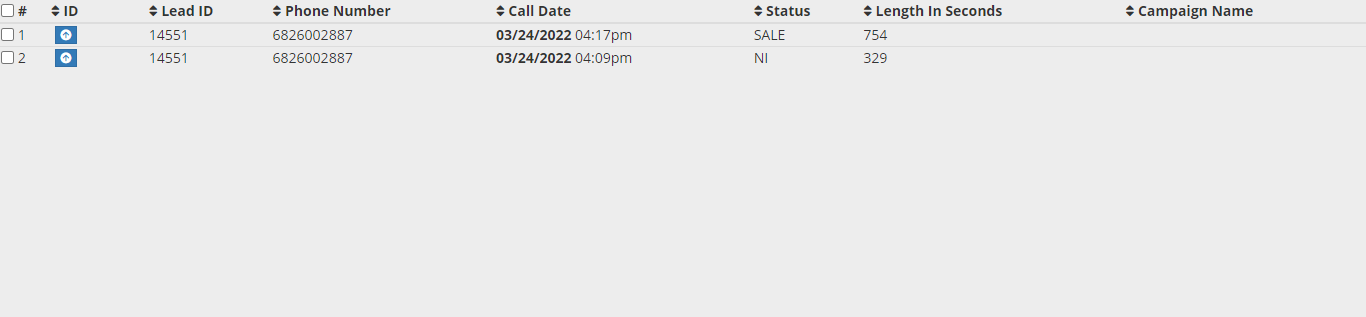 # ID Lead ID Phone Number Call Date Status Length In Seconds Campaign Name
1 14551 6826002887 03/24/2022 04:17pm SALE 754
2 14551 6826002887 03/24/2022 04:09pm NI 329